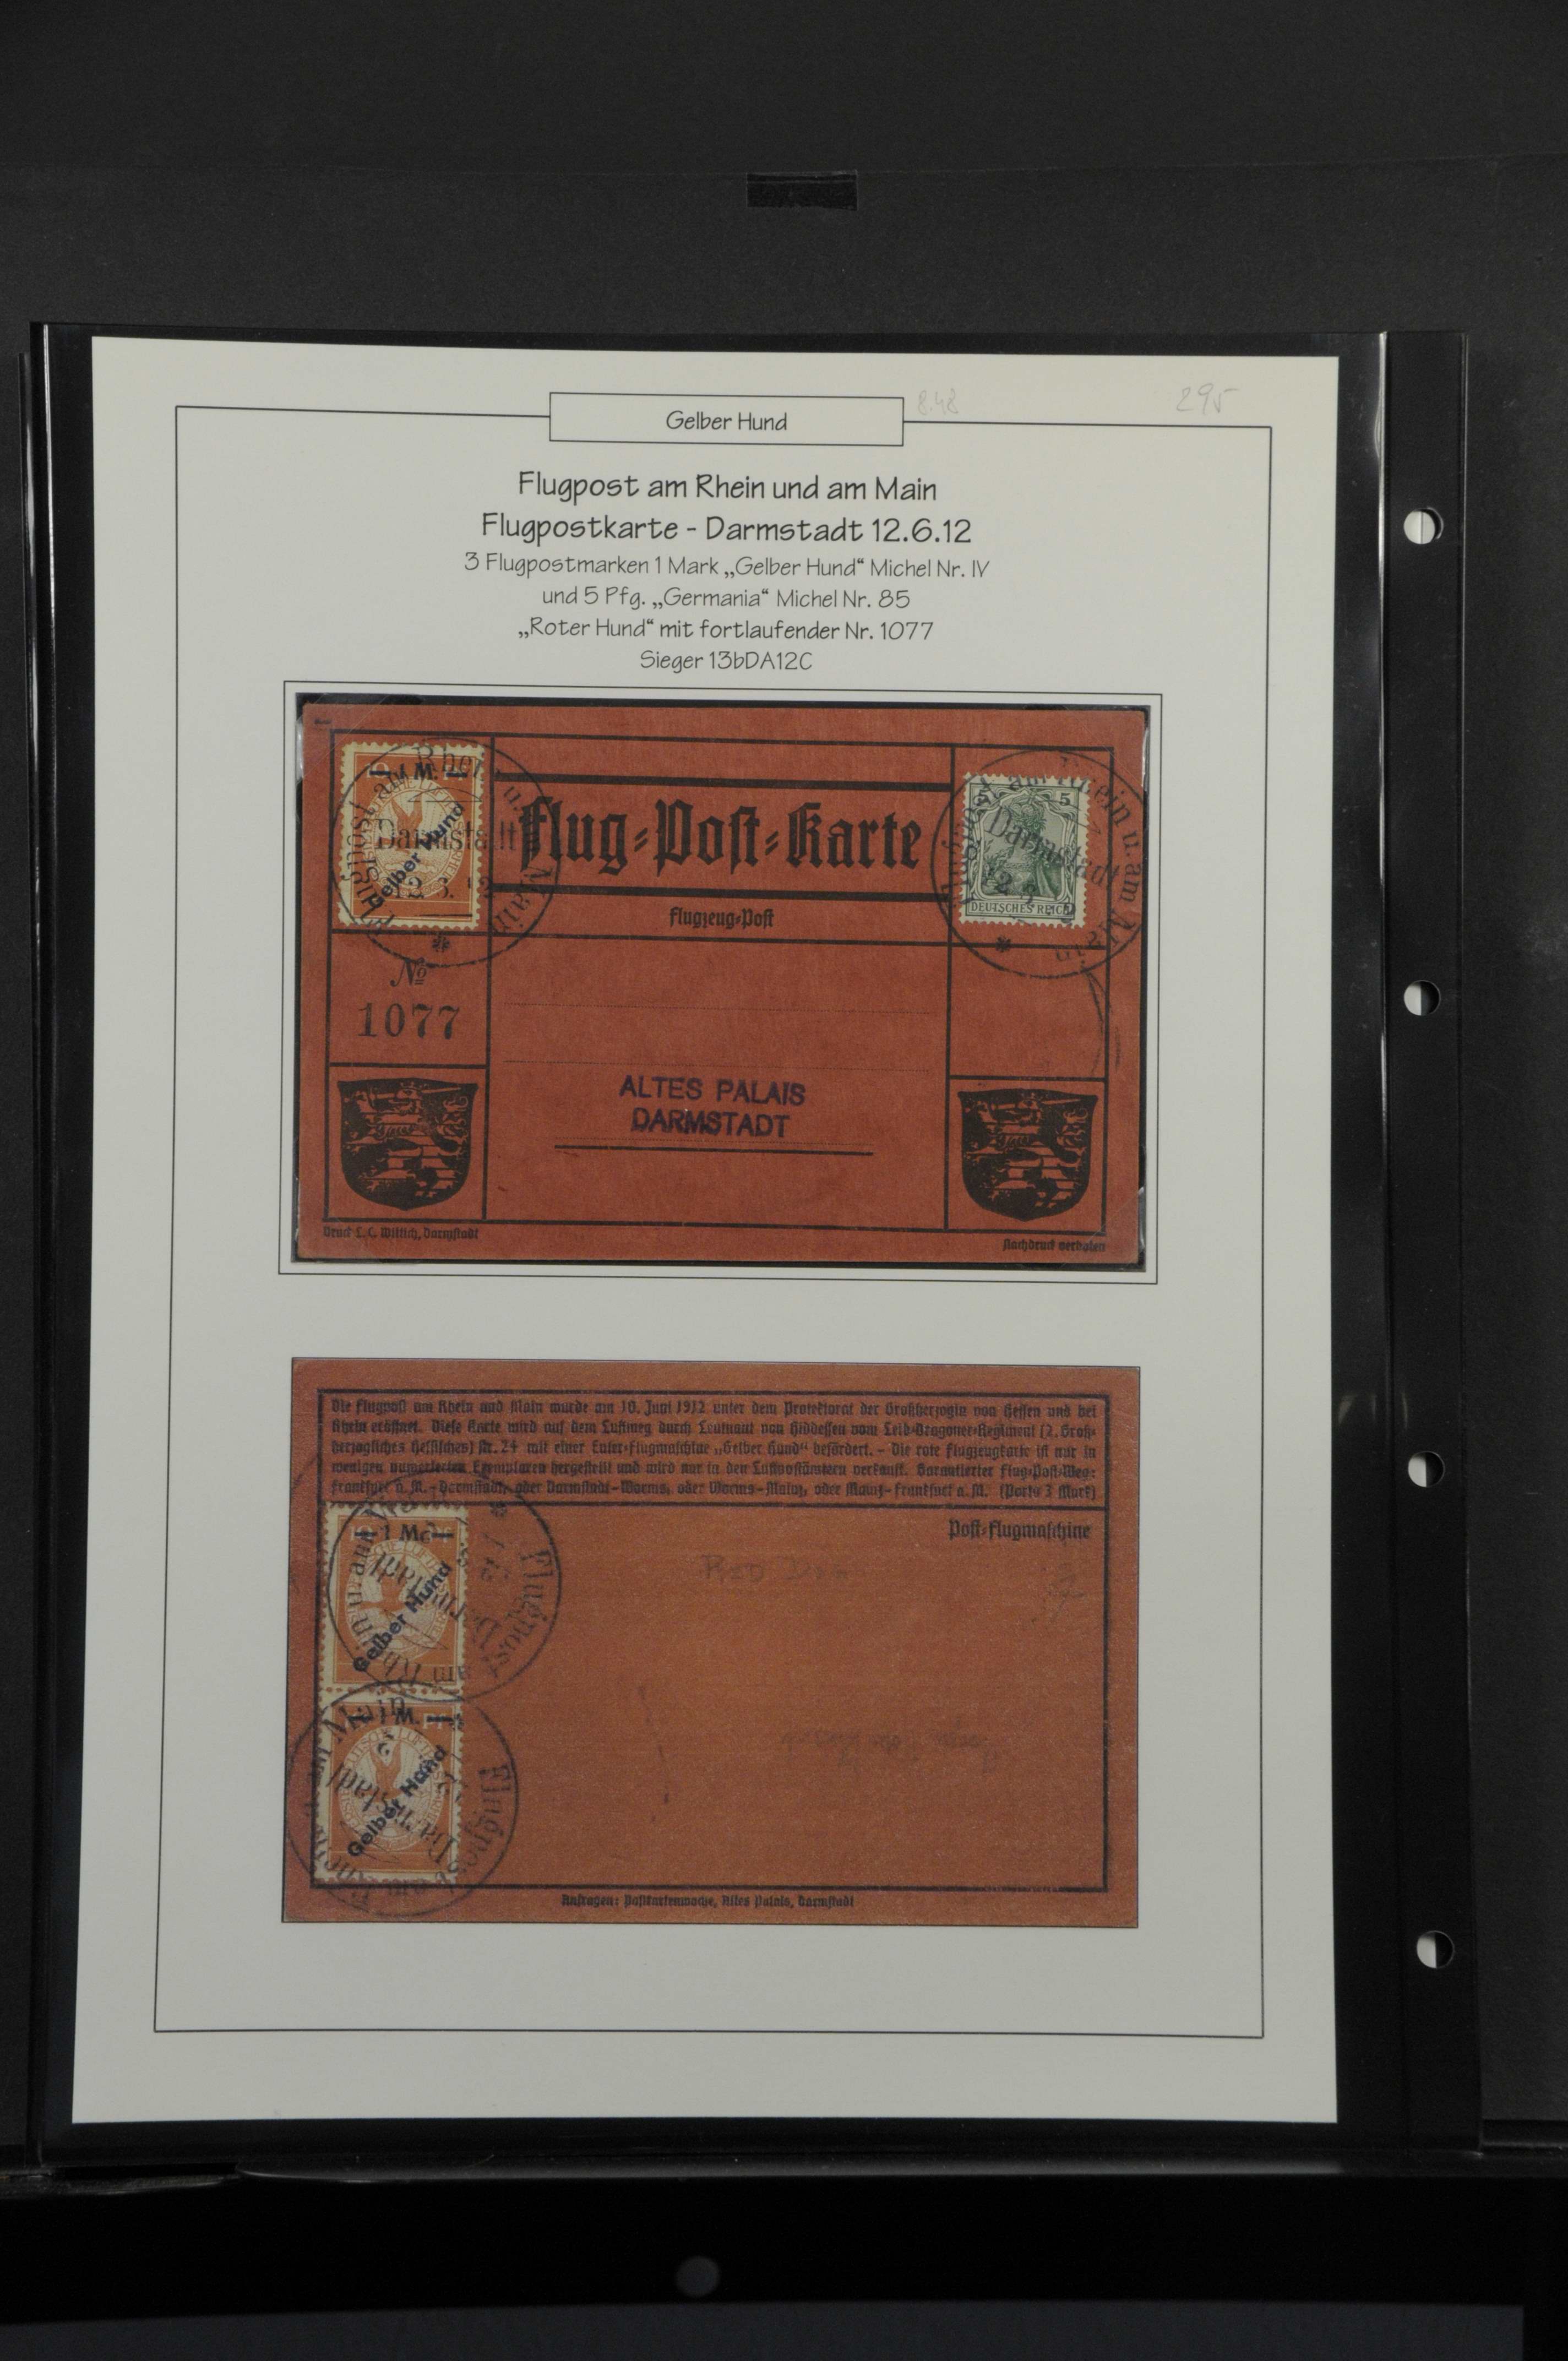 Gelber Hund
8.48
295
Flugpost am Rhein und am Main
Flugpostkarte - Darmstadt 12.6.12
3 Flugpostmarken 1 Mark „Gelber Hund“ Michel Nr. IV
und 5 Pfg. „Germania“ Michel Nr. 85
„Roter Hund“ mit fortlaufender Nr. 1077
Sieger 13bDA12C
1 M.
Gelber Hund
Flugpost am Rhein u. am Main
Darmstadt
Flug-Post-Karte
Flugzeug-Post
5 5
DEUTSCHES REICH
Flugpost am Rhein u. am Main
Darmstadt
No
1077
ALTES PALAIS
DARMSTADT
Druck L. C. Wittich, Darmstadt
Nachdruck verboten
Die Flugpost am Rhein und Main wurde am 10. Juni 1912 unter dem Protektorat der Großherzogin von Hessen und bei
Rhein eröffnet. Diese Karte wird auf dem Luftweg durch Leutnant von Hiddessen vom Leib-Dragoner-Regiment (2. Groß-
herzogliches Hessisches) Nr. 24 mit einer Euler-Flugmaschine „Gelber Hund“ befördert. – Die rote Flugzeugkarte ist nur in
wenigen numerierten Exemplaren hergestellt und wird nur in den Luftpostämtern verkauft. Garantierter Flug-Post-Weg:
Frankfurt a. M.–Darmstadt, oder Darmstadt–Worms, oder Worms–Mainz, oder Mainz–Frankfurt a. M. (Porto 3 Mark)
Post-Flugmaschine
1 M.
Gelber Hund
Flugpost am Rhein u. am Main
Darmstadt
1 M.
Gelber Hund
Flugpost
Darmstadt
Anfragen: Postkartenwoche, Altes Palais, Darmstadt